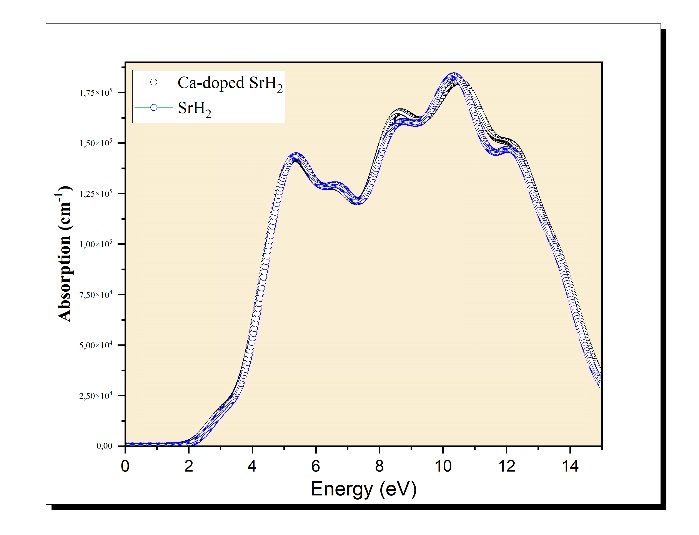 Ca-doped SrH2
SrH2
1,75×10⁵
1,50×10⁵
1,25×10⁵
1,00×10⁵
7,50×10⁴
5,00×10⁴
2,50×10⁴
0,00
Absorption (cm⁻¹)
0 2 4 6 8 10 12 14
Energy (eV)